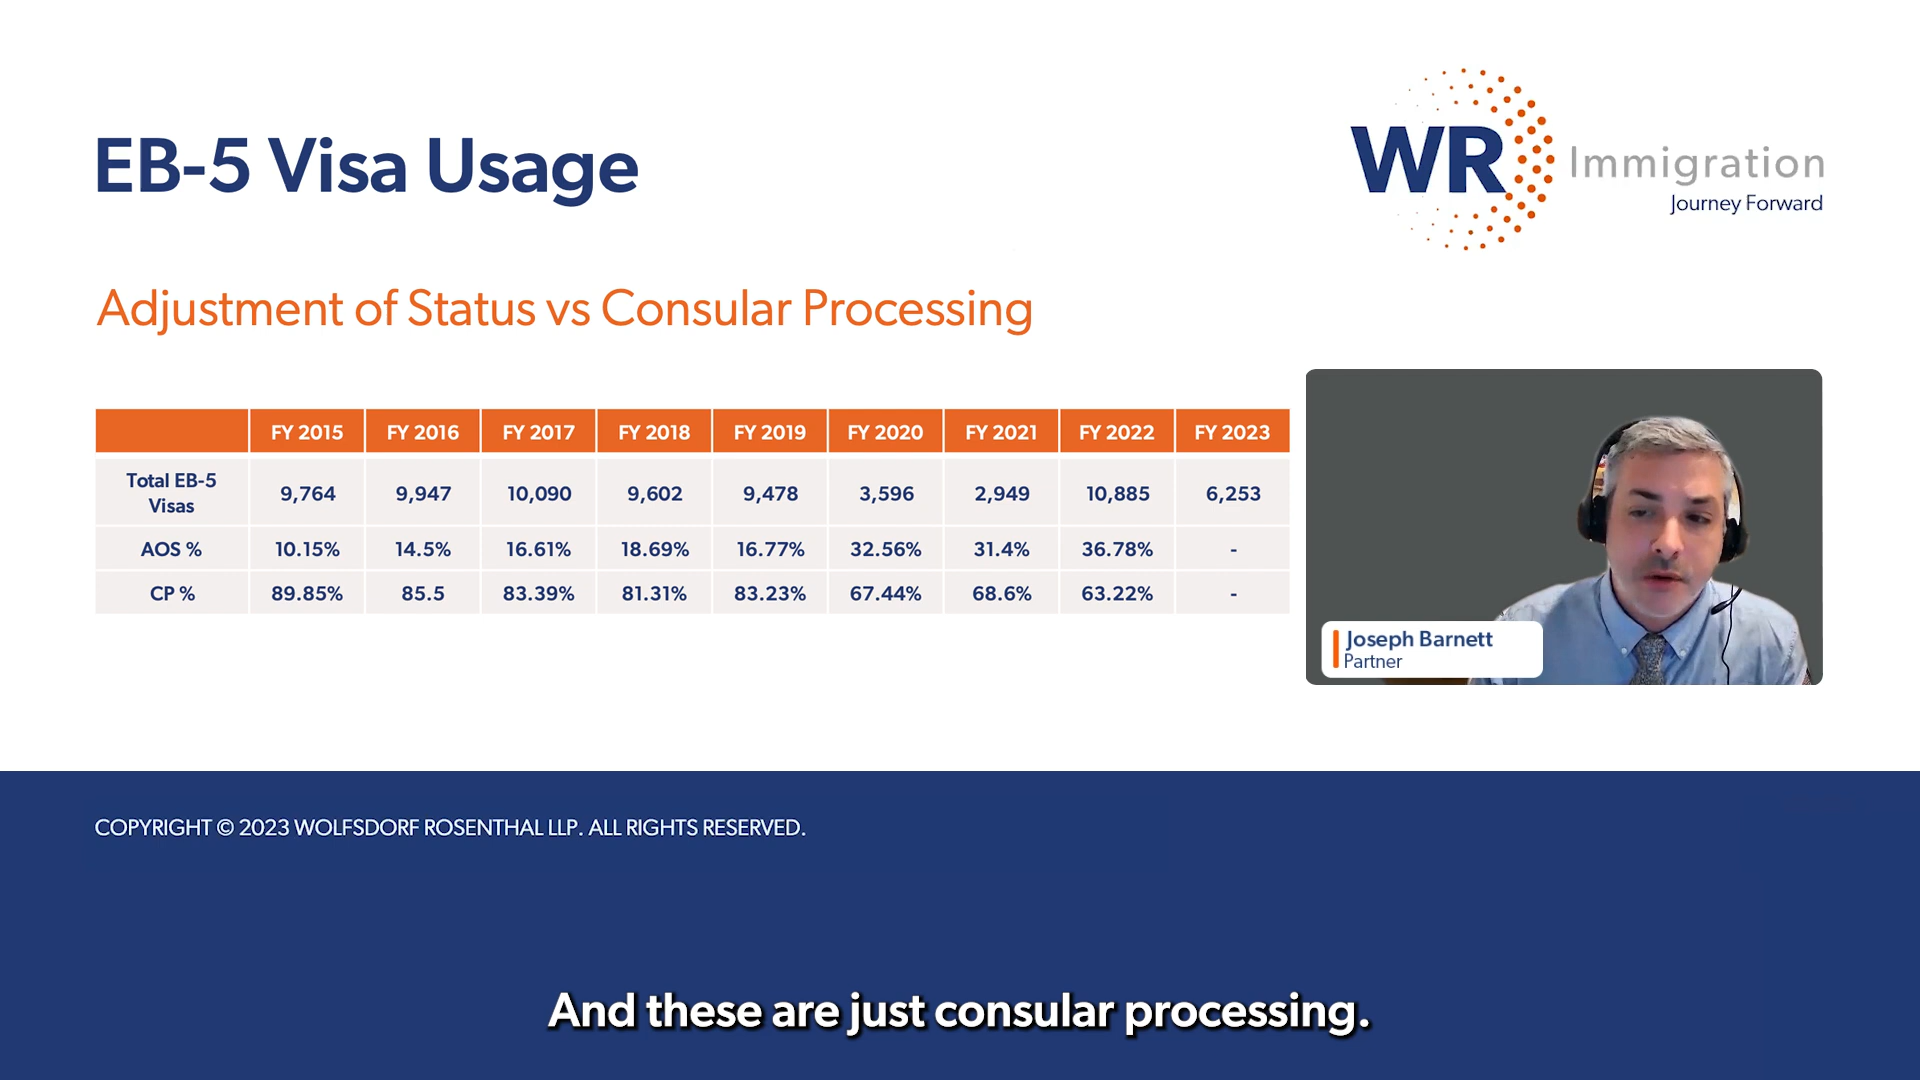 EB-5 Visa Usage
WR Immigration
Journey Forward
Adjustment of Status vs Consular Processing
FY 2015 FY 2016 FY 2017 FY 2018 FY 2019 FY 2020 FY 2021 FY 2022 FY 2023
Total EB-5
Visas 9,764 9,947 10,090 9,602 9,478 3,596 2,949 10,885 6,253
AOS % 10.15% 14.5% 16.61% 18.69% 16.77% 32.56% 31.4% 36.78% -
CP % 89.85% 85.5 83.39% 81.31% 83.23% 67.44% 68.6% 63.22% -
Joseph Barnett
Partner
COPYRIGHT © 2023 WOLFSDORF ROSENTHAL LLP. ALL RIGHTS RESERVED.
And these are just consular processing.